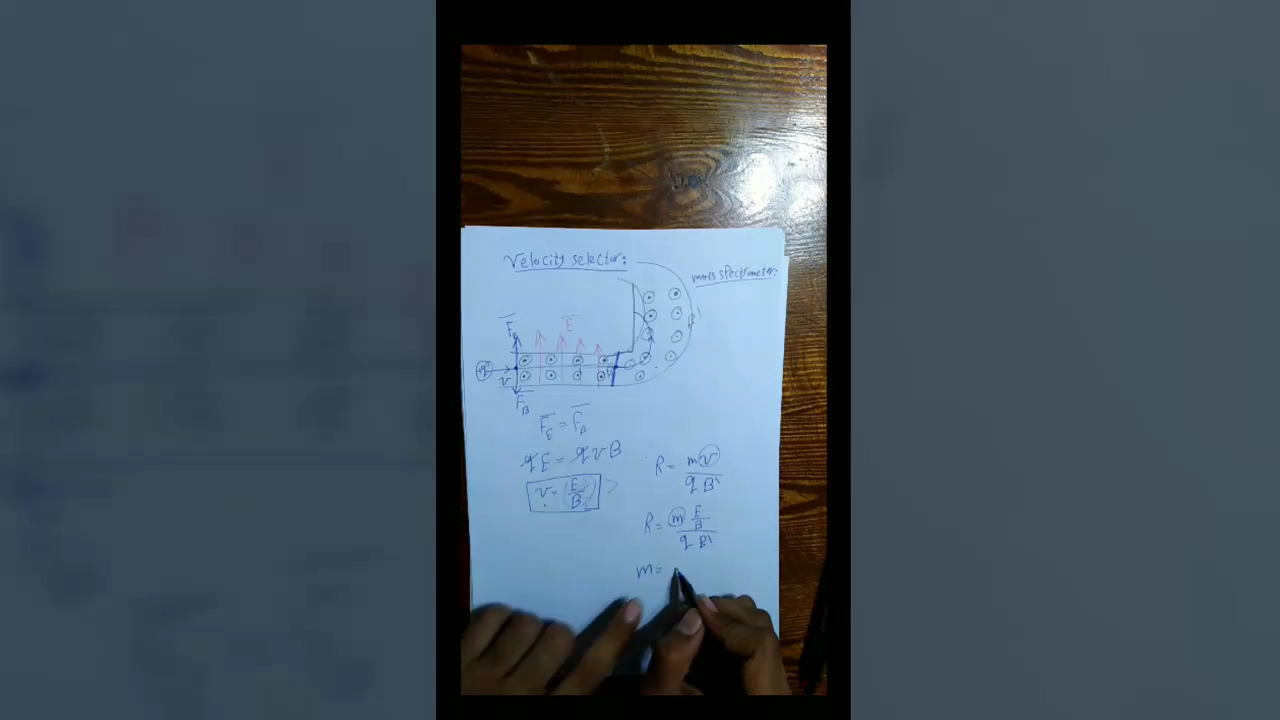 Velocity selector:
mass spectrometer:
E
F_E
B'
q
v
B
F_B
F_E = F_B
qE = qvB
v = E/B
R = mv/qB'
R = m E/B / qB'
m =